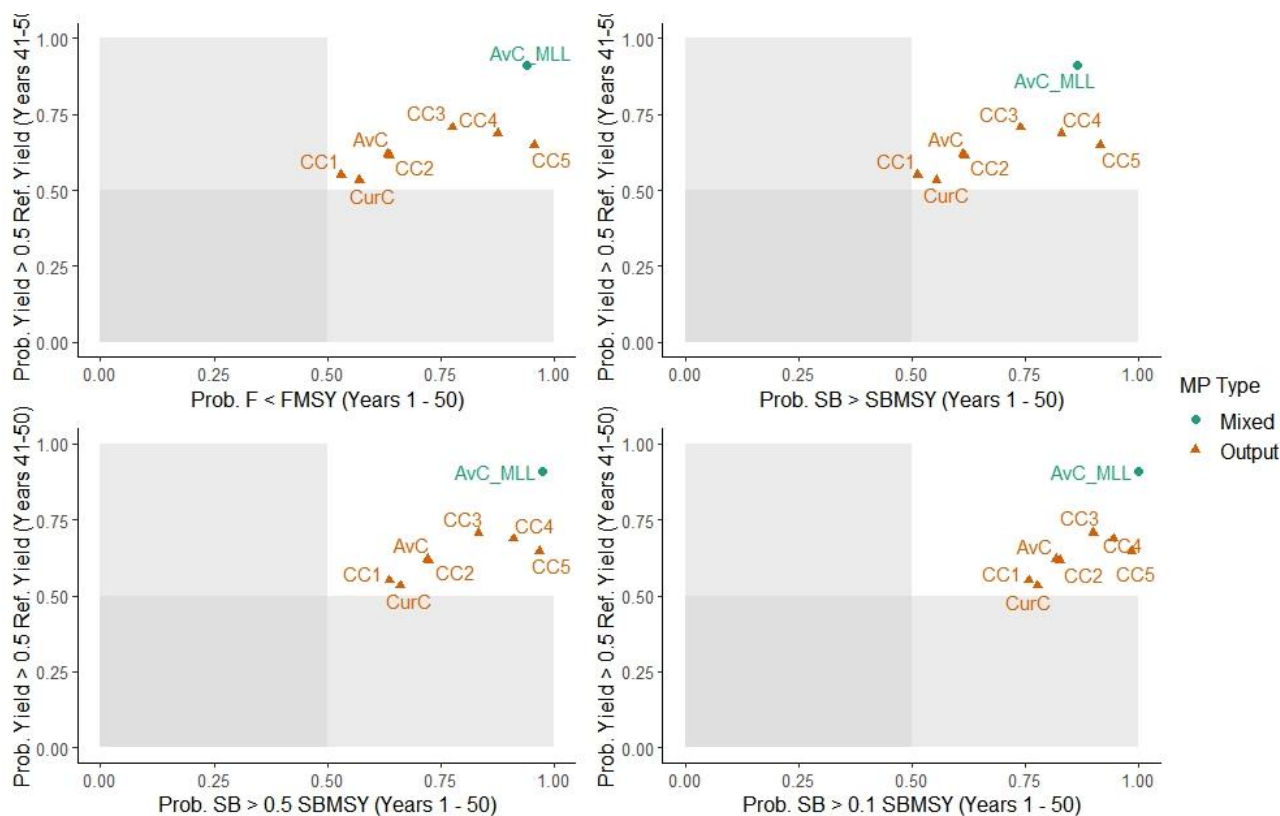 Prob. Yield > 0.5 Ref. Yield (Years 41-50)
1.00
0.75
0.50
0.25
0.00
AvC_MLL
CC3
CC4
AvC
CC1
CC2
CC5
CurC
0.00 0.25 0.50 0.75 1.00
Prob. F < FMSY (Years 1 - 50)
Prob. Yield > 0.5 Ref. Yield (Years 41-50)
1.00
0.75
0.50
0.25
0.00
AvC_MLL
CC3
CC4
AvC
CC1
CC2
CC5
CurC
0.00 0.25 0.50 0.75 1.00
Prob. SB > SBMSY (Years 1 - 50)
MP Type
Mixed
Output
Prob. Yield > 0.5 Ref. Yield (Years 41-50)
1.00
0.75
0.50
0.25
0.00
AvC_MLL
CC3
CC4
AvC
CC1
CC2
CC5
CurC
0.00 0.25 0.50 0.75 1.00
Prob. SB > 0.5 SBMSY (Years 1 - 50)
Prob. Yield > 0.5 Ref. Yield (Years 41-50)
1.00
0.75
0.50
0.25
0.00
AvC_MLL
CC3
AvC
CC4
CC1
CC2
CC5
CurC
0.00 0.25 0.50 0.75 1.00
Prob. SB > 0.1 SBMSY (Years 1 - 50)